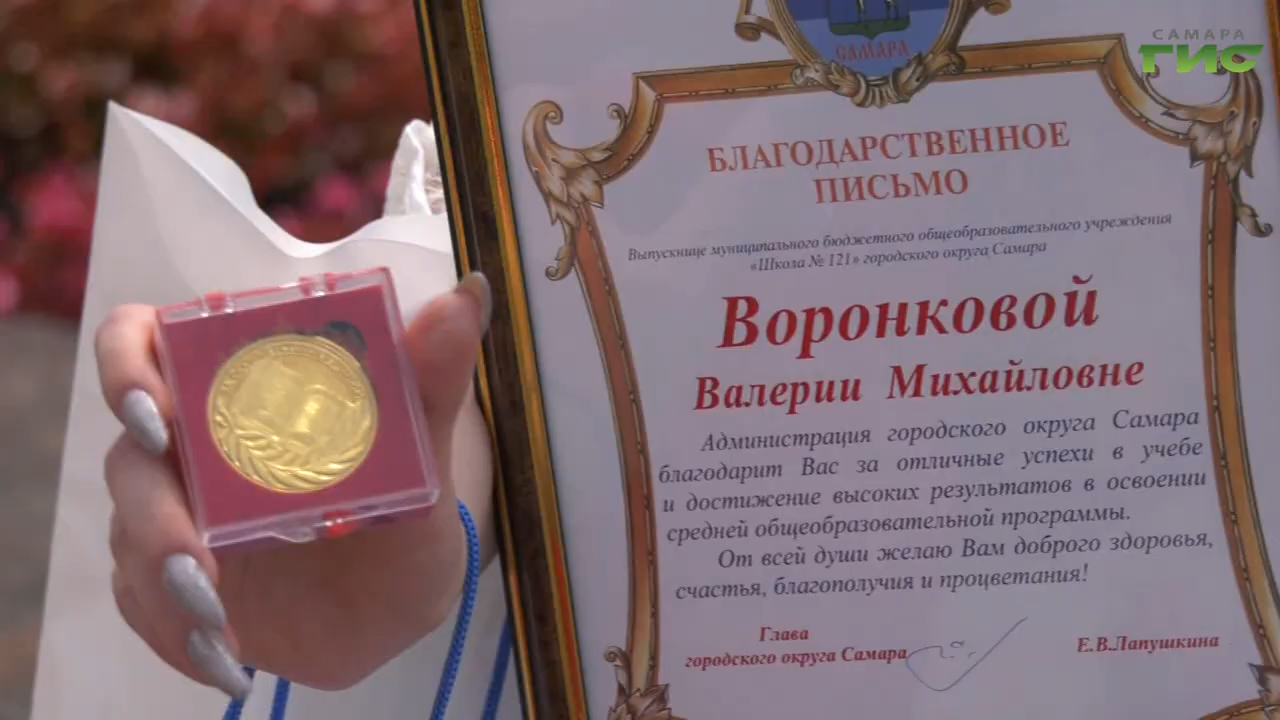 САМАРА
САМАРА
ГИС
БЛАГОДАРСТВЕННОЕ
ПИСЬМО
Выпускнице муниципального бюджетного общеобразовательного учреждения
«Школа № 121» городского округа Самара
Воронковой
Валерии Михайловне
Администрация городского округа Самара
благодарит Вас за отличные успехи в учебе
и достижение высоких результатов в освоении
средней общеобразовательной программы.
От всей души желаю Вам доброго здоровья,
счастья, благополучия и процветания!
Глава
городского округа Самара
Е.В.Лапушкина